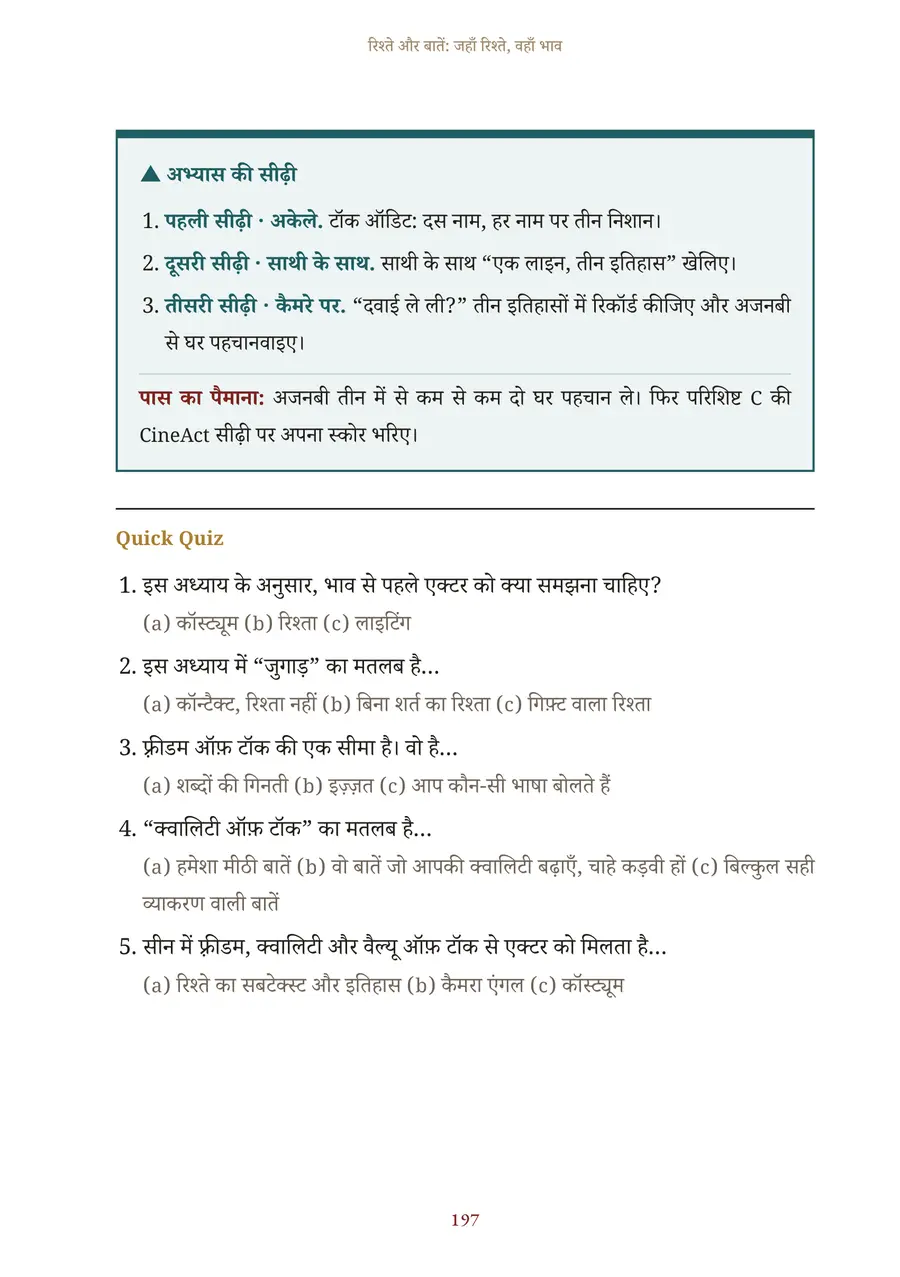 रिश्ते और बातें: जहाँ रिश्ते, वहाँ भाव
▲ अभ्यास की सीढ़ी
1. पहली सीढ़ी · अकेले. टॉक ऑडिट: दस नाम, हर नाम पर तीन निशान।
2. दूसरी सीढ़ी · साथी के साथ. साथी के साथ “एक लाइन, तीन इतिहास” खेलिए।
3. तीसरी सीढ़ी · कैमरे पर. “दवाई ले ली?” तीन इतिहासों में रिकॉर्ड कीजिए और अजनबी
से घर पहचानवाइए।
पास का पैमाना: अजनबी तीन में से कम से कम दो घर पहचान ले। फिर परिशिष्ट C की
CineAct सीढ़ी पर अपना स्कोर भरिए।
Quick Quiz
1. इस अध्याय के अनुसार, भाव से पहले एक्टर को क्या समझना चाहिए?
(a) कॉस्ट्यूम (b) रिश्ता (c) लाइटिंग
2. इस अध्याय में “जुगाड़” का मतलब है…
(a) कॉन्टैक्ट, रिश्ता नहीं (b) बिना शर्त का रिश्ता (c) गिफ़्ट वाला रिश्ता
3. फ़्रीडम ऑफ़ टॉक की एक सीमा है। वो है…
(a) शब्दों की गिनती (b) इज़्ज़त (c) आप कौन-सी भाषा बोलते हैं
4. “क्वालिटी ऑफ़ टॉक” का मतलब है…
(a) हमेशा मीठी बातें (b) वो बातें जो आपकी क्वालिटी बढ़ाएँ, चाहे कड़वी हों (c) बिल्कुल सही
व्याकरण वाली बातें
5. सीन में फ़्रीडम, क्वालिटी और वैल्यू ऑफ़ टॉक से एक्टर को मिलता है…
(a) रिश्ते का सबटेक्स्ट और इतिहास (b) कैमरा एंगल (c) कॉस्ट्यूम
197